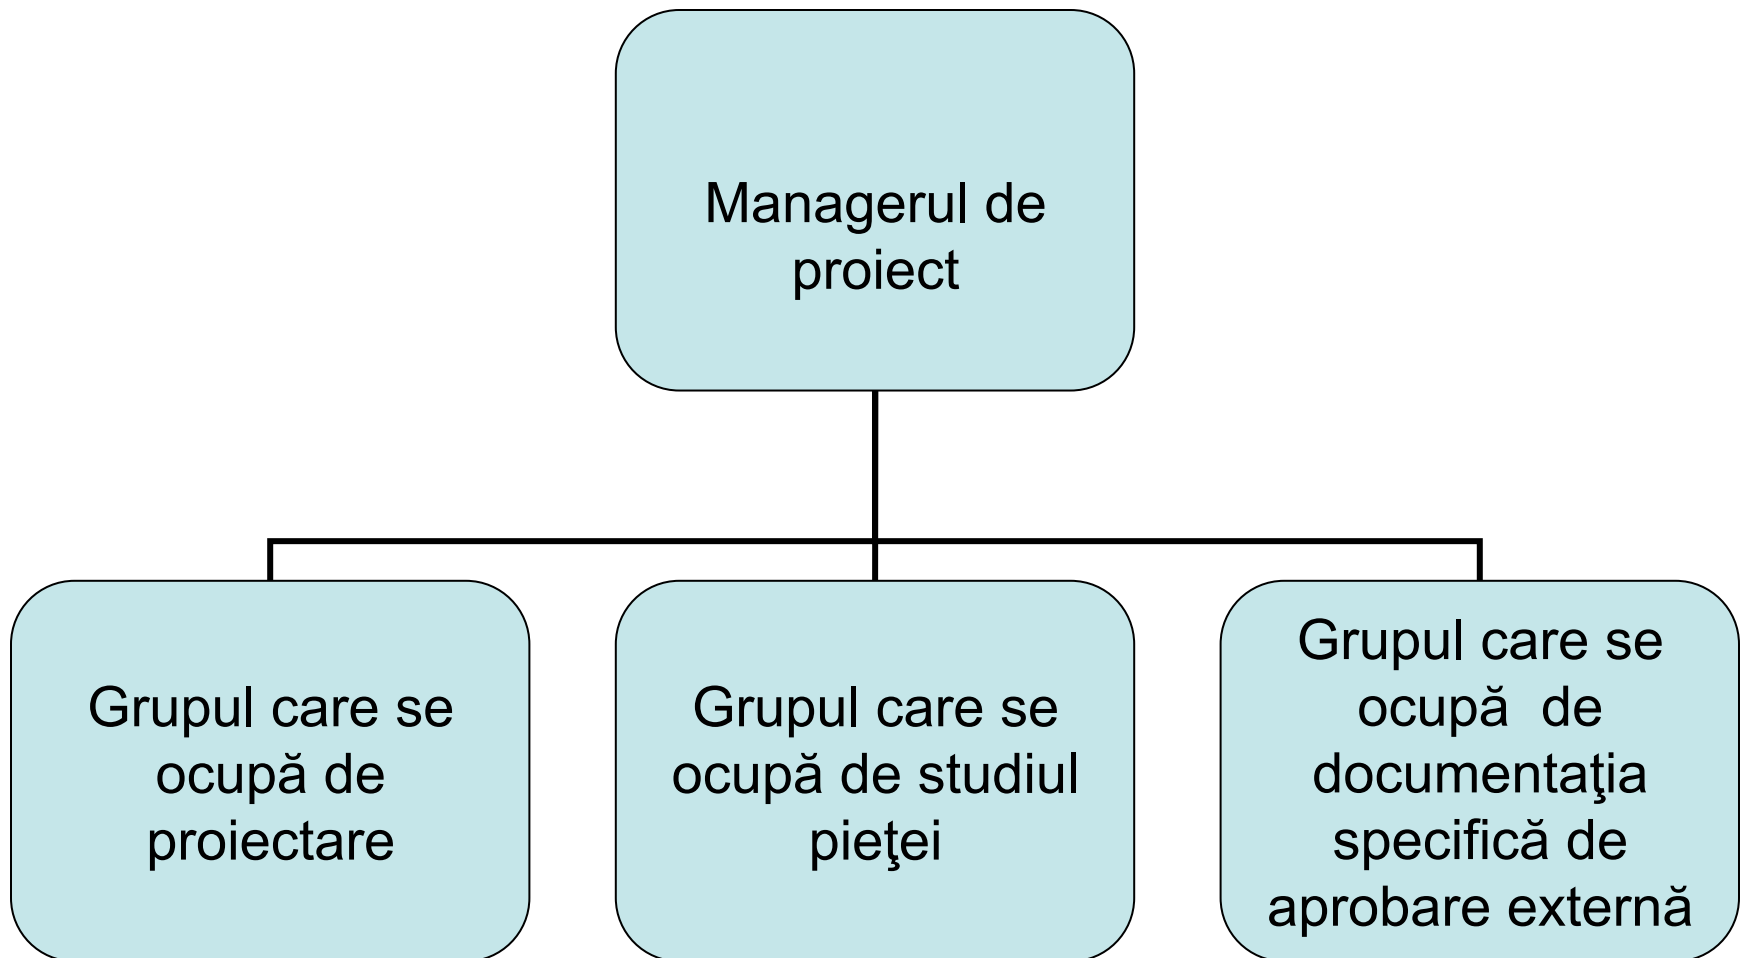 Managerul de
proiect
Grupul care se
ocupă de
proiectare
Grupul care se
ocupă de studiul
pieţei
Grupul care se
ocupă  de
documentaţia
specifică de
aprobare externă